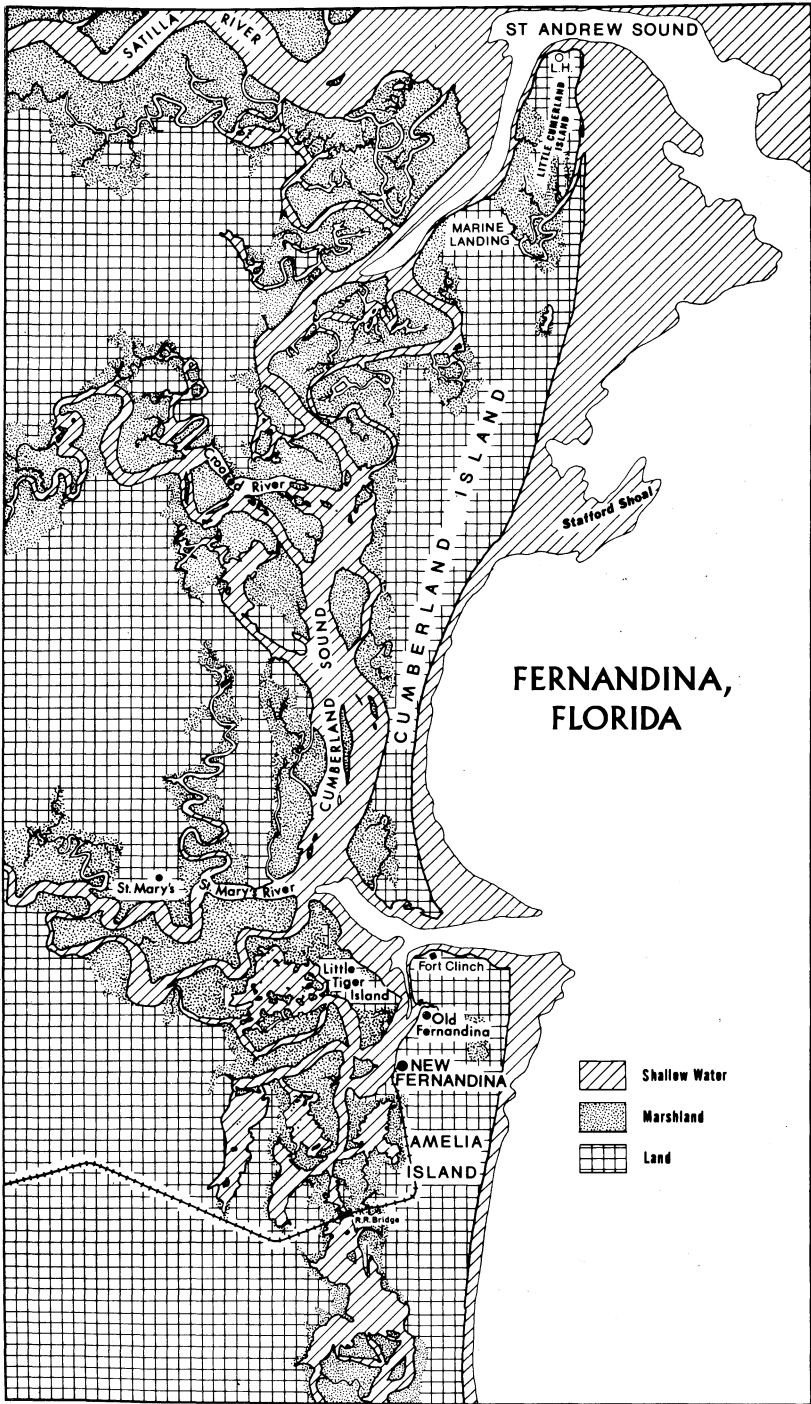 SATILLA RIVER
ST ANDREW SOUND
L.H.
LITTLE CUMERLAND
ISLAND
MARINE
LANDING
CUMBERLAND ISLAND
Crooked River
Stafford Shoal
CUMBERLAND SOUND
FERNANDINA,
FLORIDA
St. Mary's
St. Mary's River
Fort Clinch
Little
Tiger
Island
Old
Fernandina
NEW
FERNANDINA
AMELIA
ISLAND
R.R. Bridge
Shallow Water
Marshland
Land